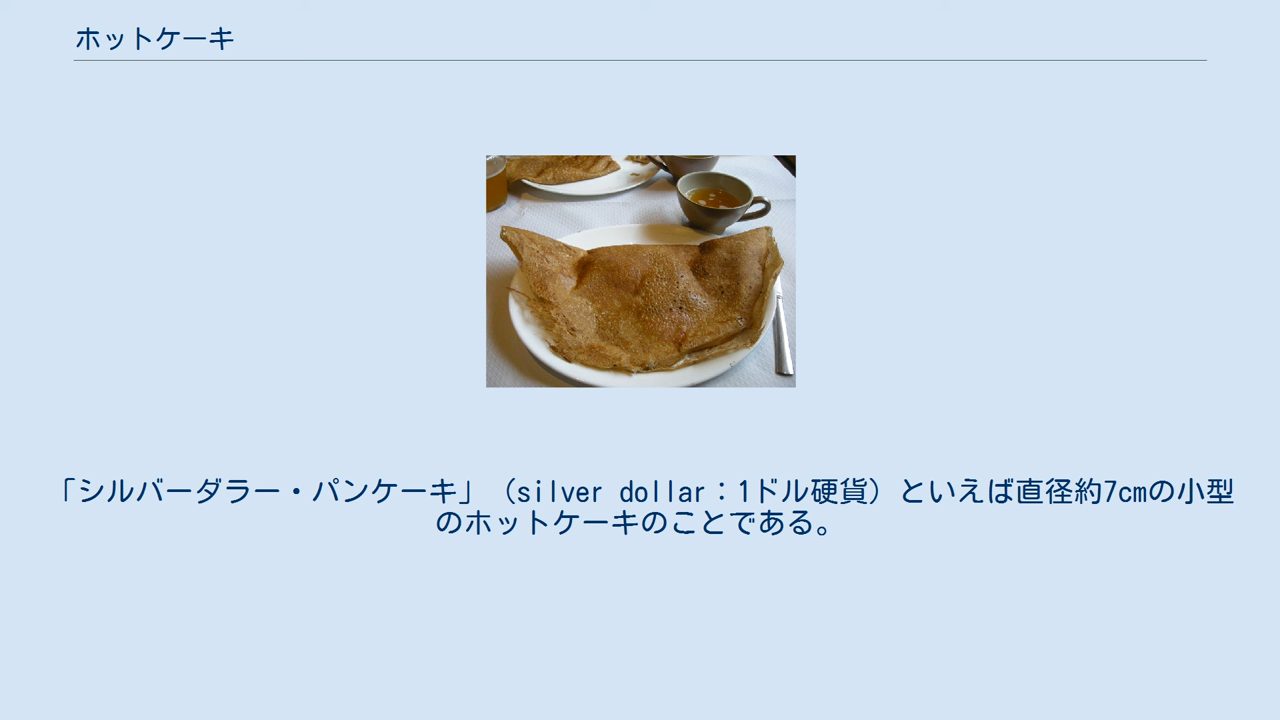 ホットケーキ
「シルバーダラー・パンケーキ」（silver dollar：1ドル硬貨）といえば直径約7cmの小型
のホットケーキのことである。